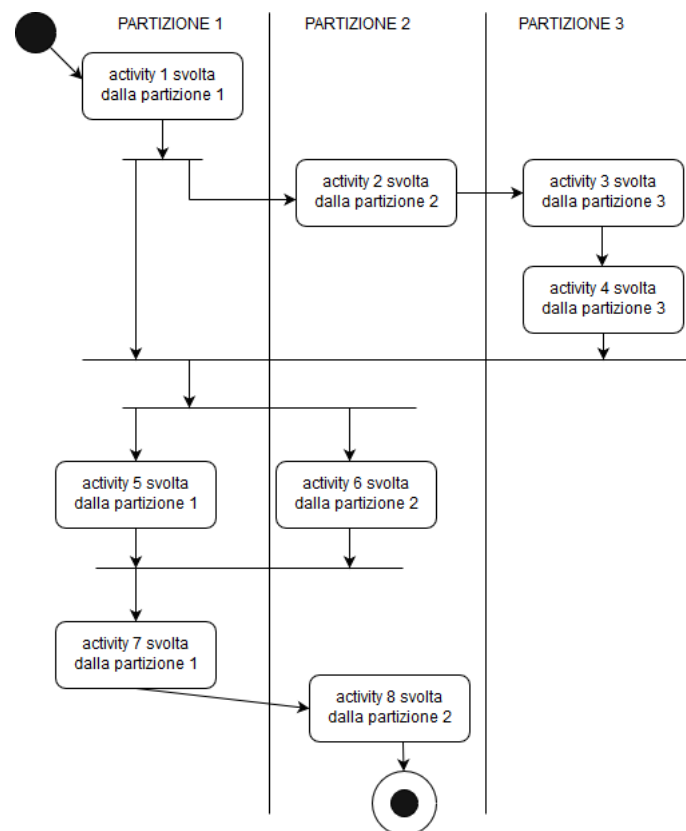 PARTIZIONE 1
PARTIZIONE 2
PARTIZIONE 3
activity 1 svolta
dalla partizione 1
activity 2 svolta
dalla partizione 2
activity 3 svolta
dalla partizione 3
activity 4 svolta
dalla partizione 3
activity 5 svolta
dalla partizione 1
activity 6 svolta
dalla partizione 2
activity 7 svolta
dalla partizione 1
activity 8 svolta
dalla partizione 2